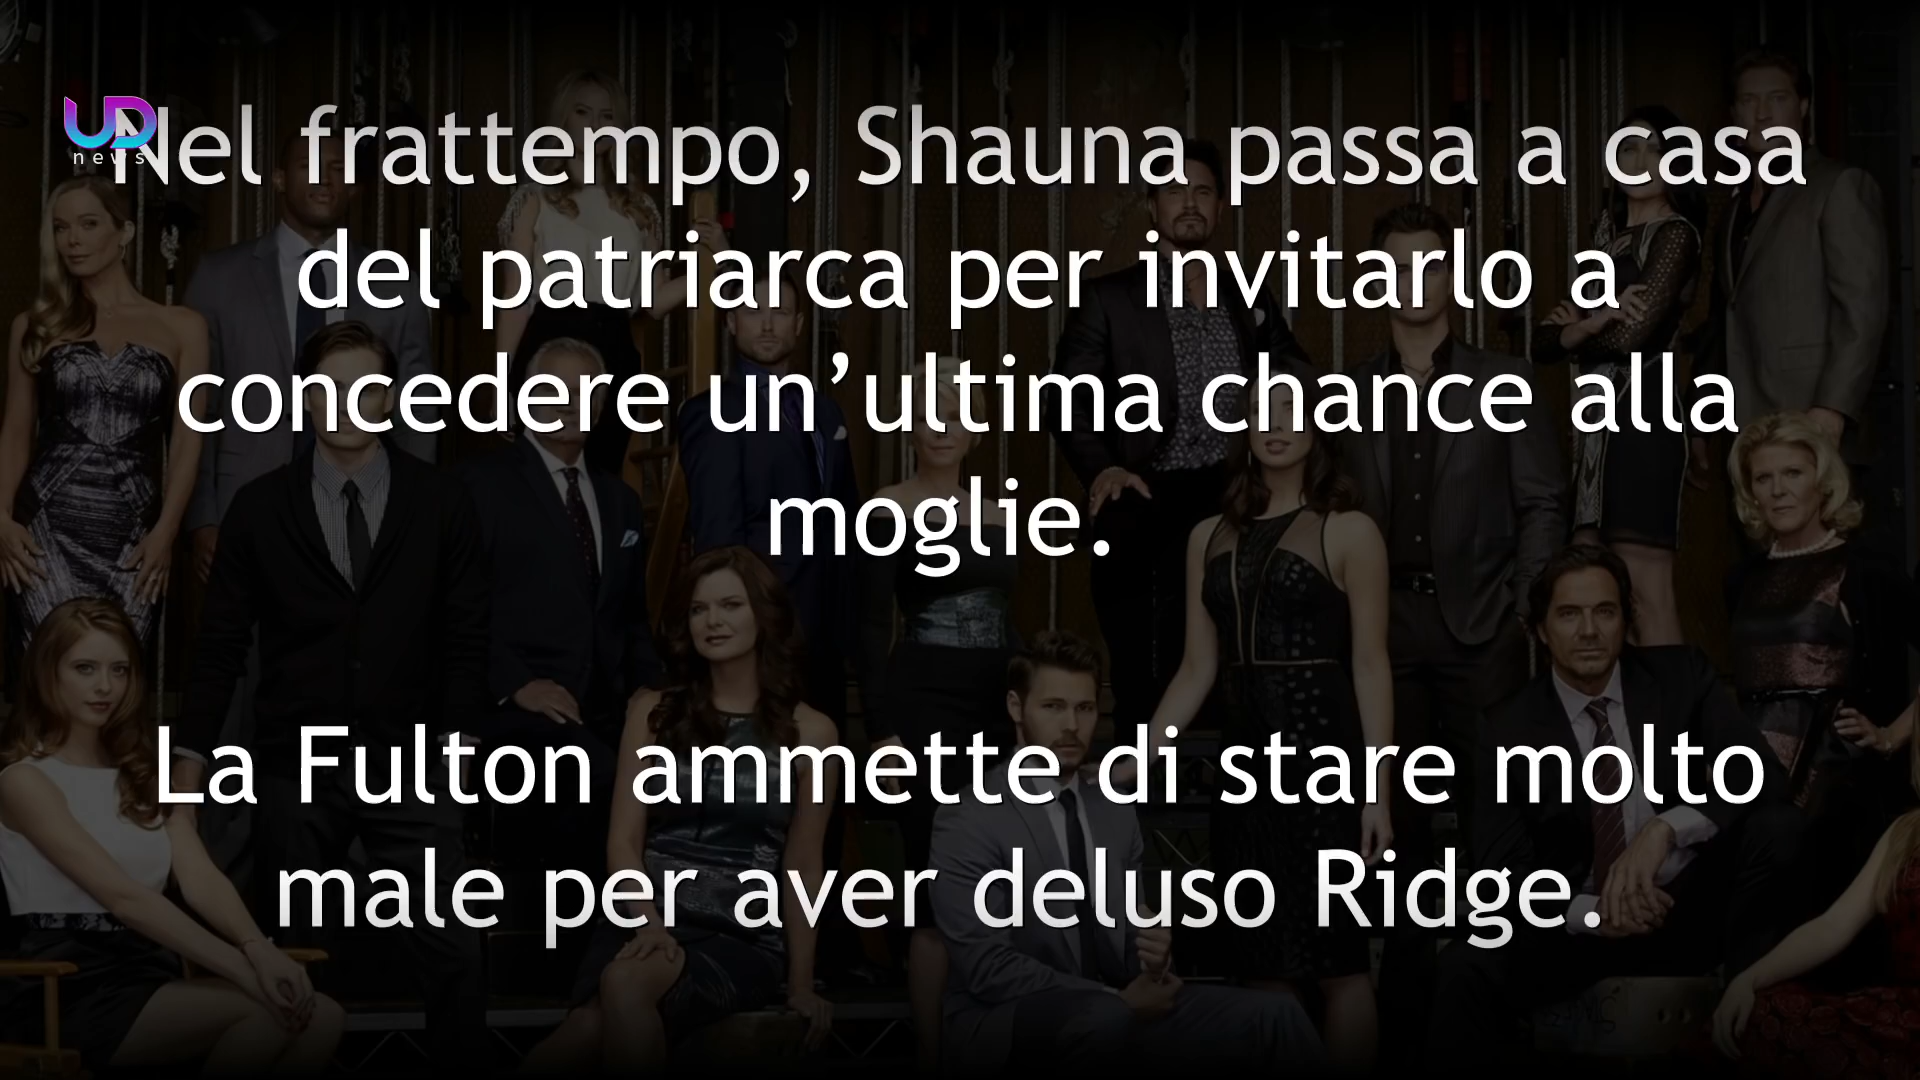 UD
news
Nel frattempo, Shauna passa a casa
del patriarca per invitarlo a
concedere un’ultima chance alla
moglie.
La Fulton ammette di stare molto
male per aver deluso Ridge.